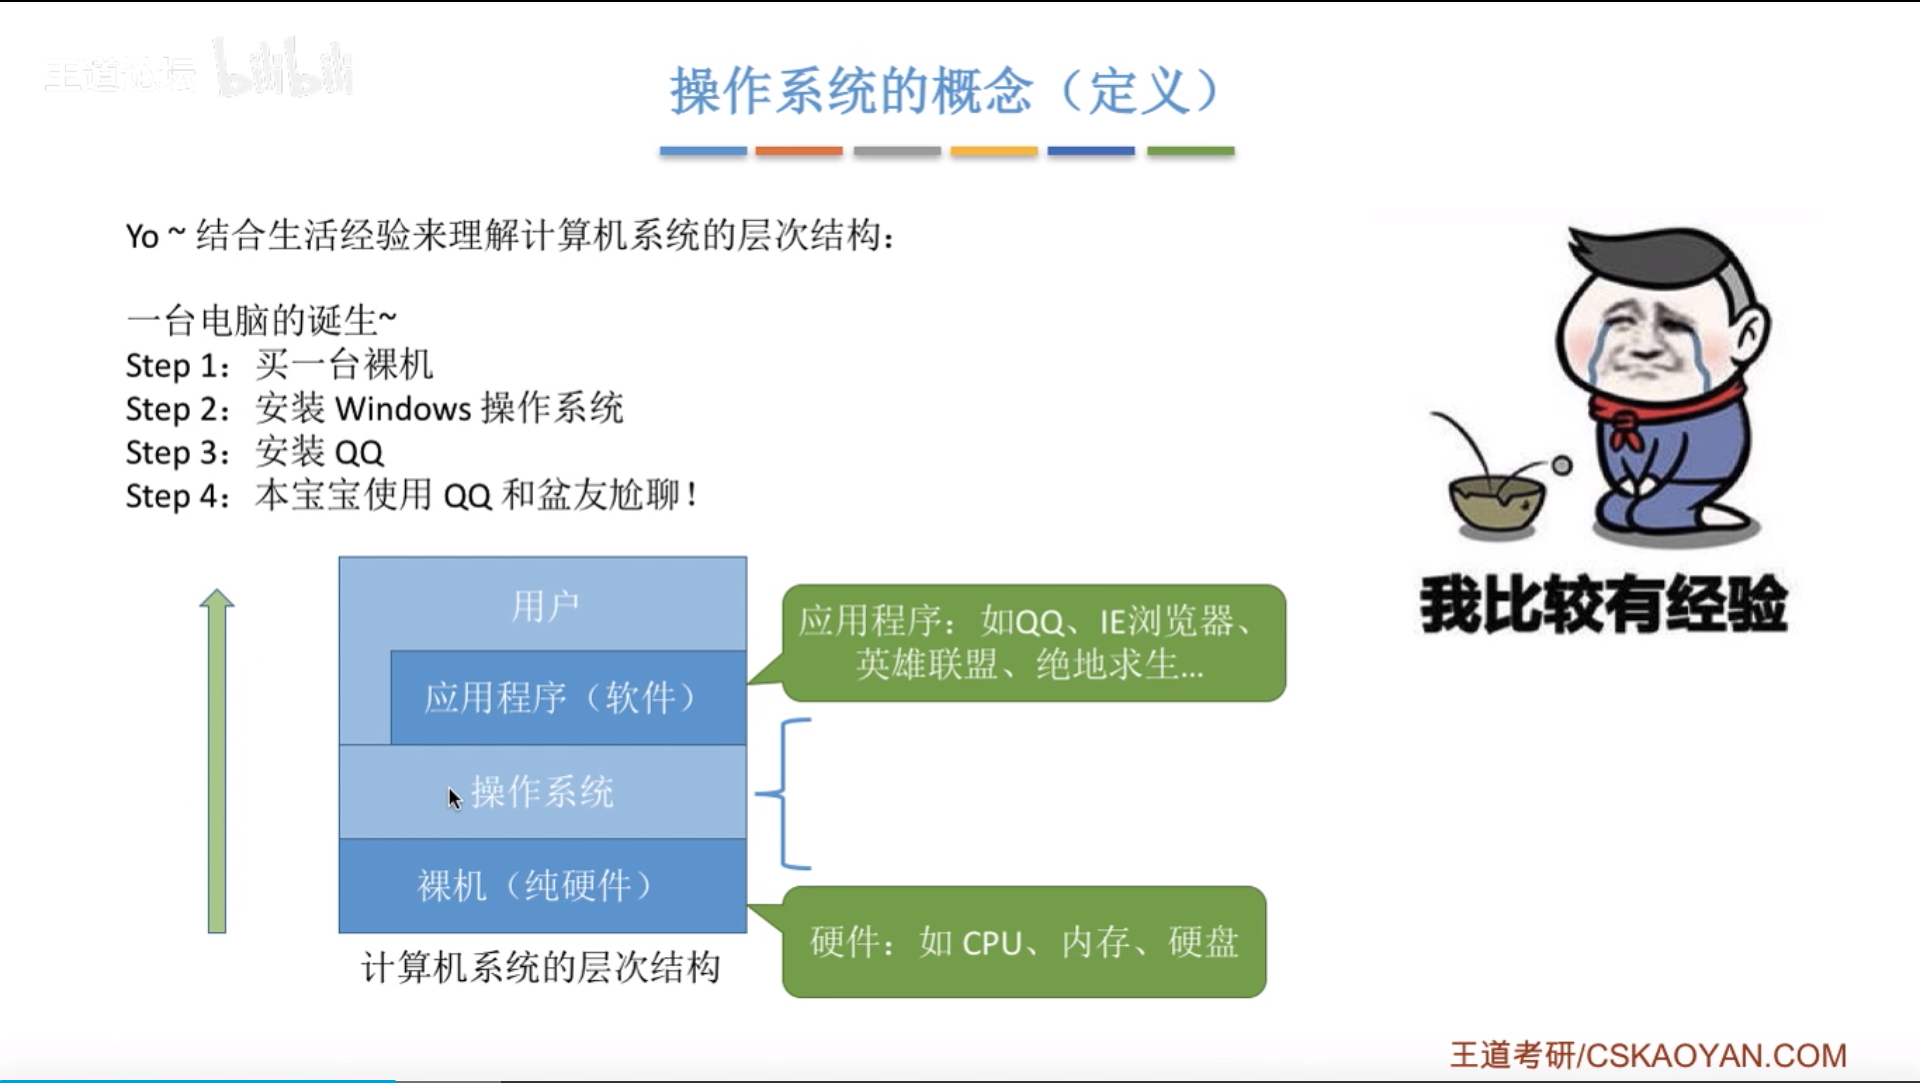 王道论坛 bilibili
操作系统的概念（定义）
Yo ~ 结合生活经验来理解计算机系统的层次结构：
一台电脑的诞生~
Step 1：买一台裸机
Step 2：安装 Windows 操作系统
Step 3：安装 QQ
Step 4：本宝宝使用 QQ 和盆友尬聊！
用户
应用程序（软件）
操作系统
裸机（纯硬件）
计算机系统的层次结构
应用程序：如QQ、IE浏览器、
英雄联盟、绝地求生...
硬件：如 CPU、内存、硬盘
我比较有经验
王道考研/CSKAOYAN.COM